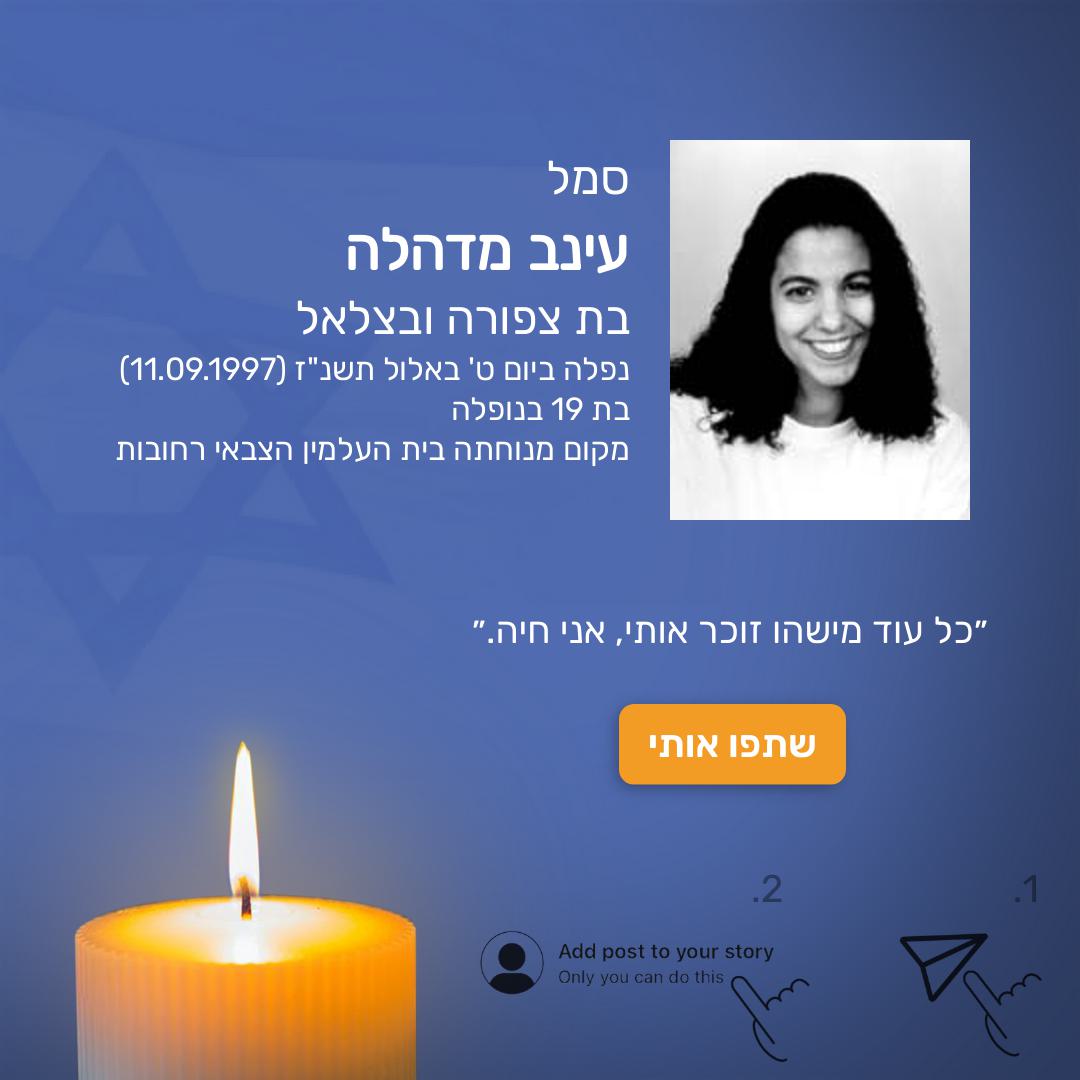 סמל
עינב מדהלה
בת צפורה ובצלאל
נפלה ביום ט' באלול תשנ"ז (11.09.1997)
בת 19 בנופלה
מקום מנוחתה בית העלמין הצבאי רחובות
״כל עוד מישהו זוכר אותי, אני חיה.״
שתפו אותי
.1
.2
Add post to your story
Only you can do this